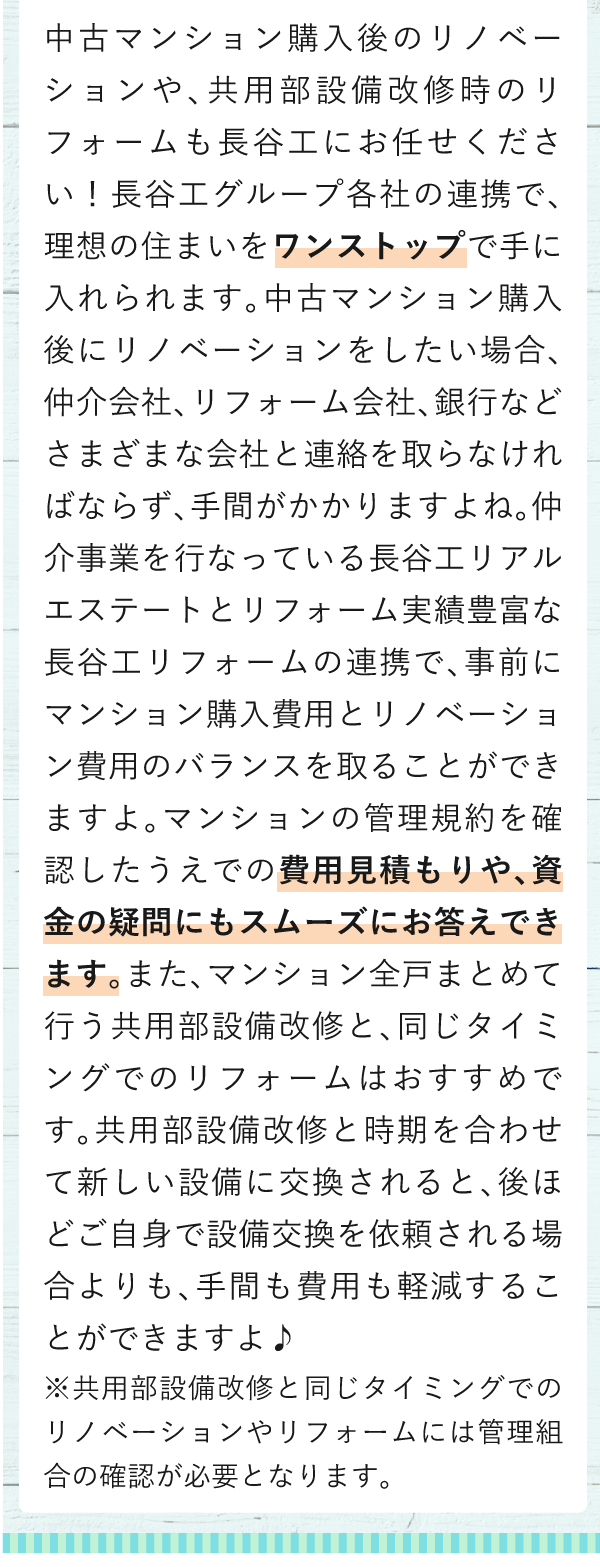 中古マンション購入後のリノベー
ションや、共用部設備改修時のリ
フォームも長谷工にお任せくださ
い！長谷工グループ各社の連携で、
理想の住まいをワンストップで手に
入れられます。中古マンション購入
後にリノベーションをしたい場合、
仲介会社、リフォーム会社、銀行など
さまざまな会社と連絡を取らなけれ
ばならず、手間がかかりますよね。仲
介事業を行なっている長谷工リアル
エステートとリフォーム実績豊富な
長谷工リフォームの連携で、事前に
マンション購入費用とリノベーショ
ン費用のバランスを取ることができ
ますよ。マンションの管理規約を確
認したうえでの費用見積もりや、資
金の疑問にもスムーズにお答えでき
ます。また、マンション全戸まとめて
行う共用部設備改修と、同じタイミ
ングでのリフォームはおすすめで
す。共用部設備改修と時期を合わせ
て新しい設備に交換されると、後ほ
どご自身で設備交換を依頼される場
合よりも、手間も費用も軽減するこ
とができますよ♪
※共用部設備改修と同じタイミングでの
リノベーションやリフォームには管理組
合の確認が必要となります。